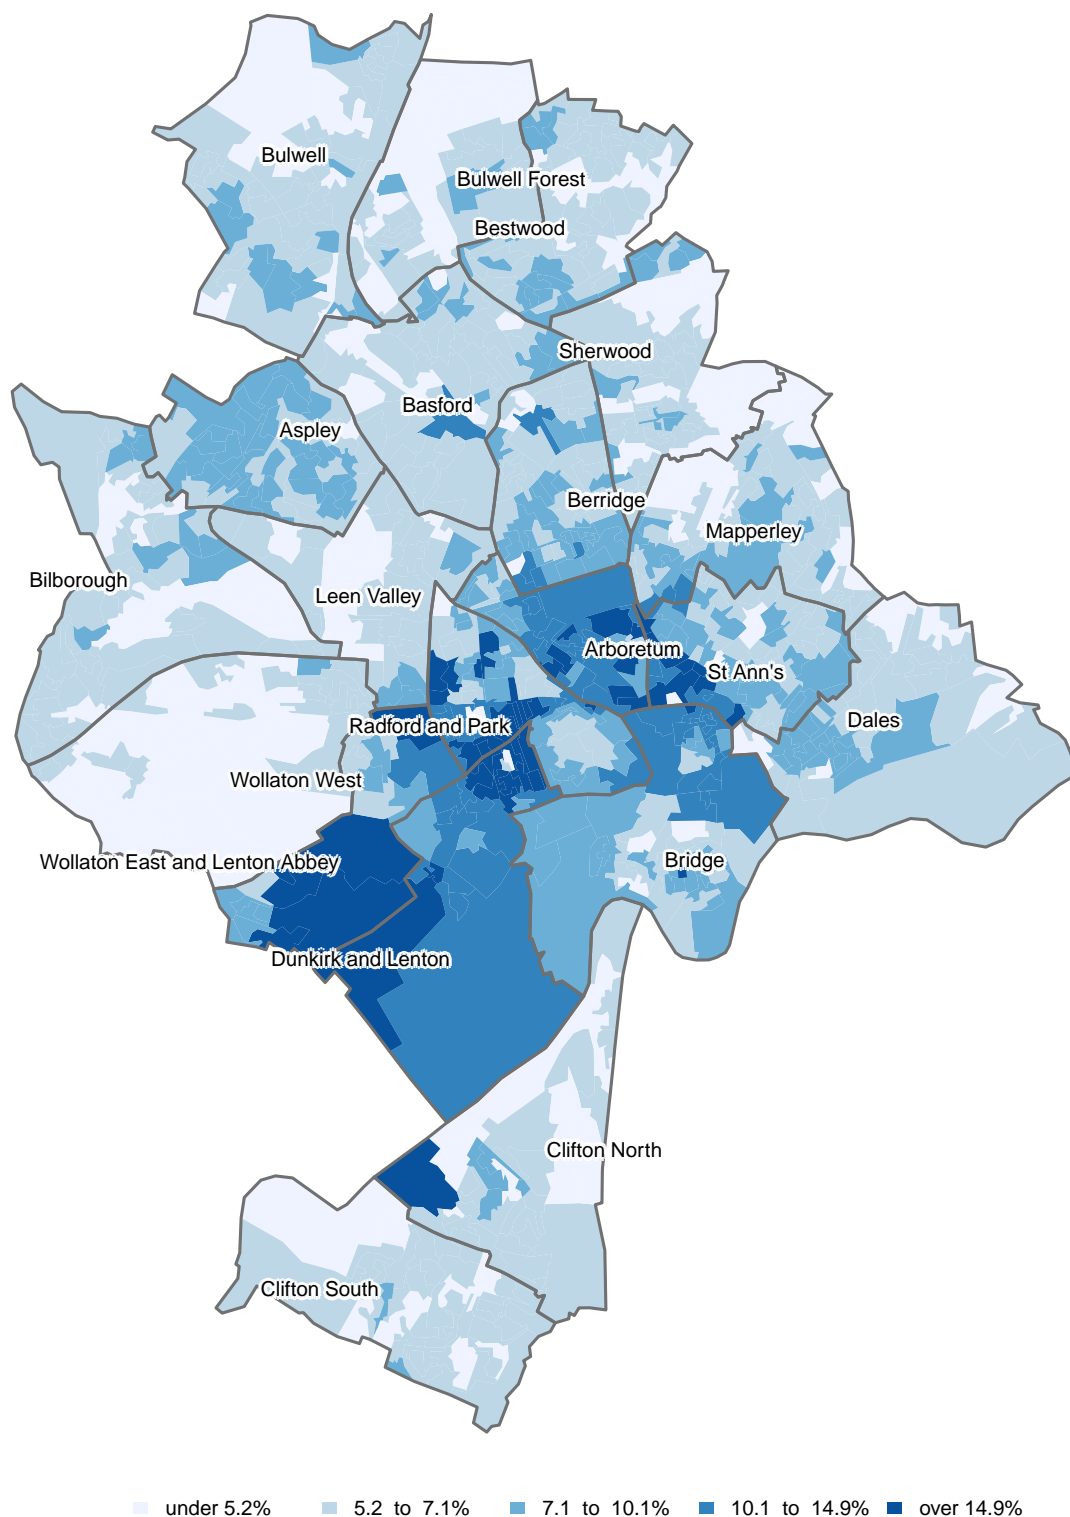 Bulwell
Bulwell Forest
Bestwood
Sherwood
Basford
Aspley
Berridge
Mapperley
Bilborough
Leen Valley
Arboretum
St Ann's
Dales
Radford and Park
Wollaton West
Wollaton East and Lenton Abbey
Bridge
Dunkirk and Lenton
Clifton North
Clifton South
under 5.2% 5.2 to 7.1% 7.1 to 10.1% 10.1 to 14.9% over 14.9%